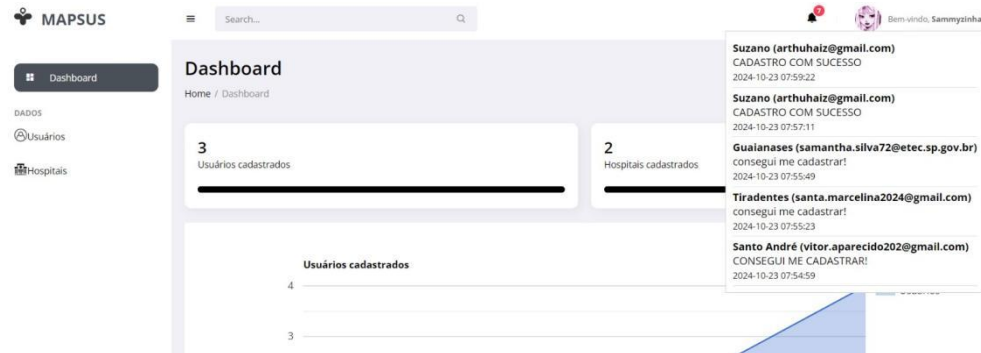 MAPSUS
Search...
7
Bem-vindo, Sammyzinha
Dashboard
DADOS
Usuários
Hospitais
Dashboard
Home / Dashboard
3
Usuários cadastrados
2
Hospitais cadastrados
Suzano (arthuhaiz@gmail.com)
CADASTRO COM SUCESSO
2024-10-23 07:59:22
Suzano (arthuhaiz@gmail.com)
CADASTRO COM SUCESSO
2024-10-23 07:57:11
Guaianases (samantha.silva72@etec.sp.gov.br)
consegui me cadastrar!
2024-10-23 07:55:49
Tiradentes (santa.marcelina2024@gmail.com)
consegui me cadastrar!
2024-10-23 07:55:23
Santo André (vitor.aparecido202@gmail.com)
CONSEGUI ME CADASTRAR!
2024-10-23 07:54:59
Usuários cadastrados
4
3